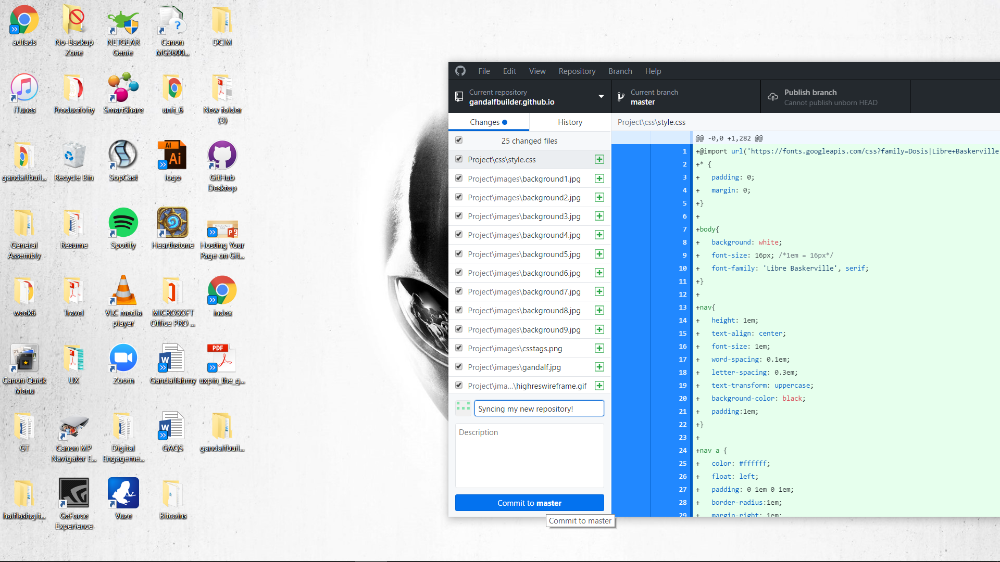 adfads
No-Backup
Zone
NETGEAR
Genie
Canon
MG3600...
DCIM
iTunes
Productivity
SmartShare
unit_6
New folder
(3)
gandalfbuil...
Recycle Bin
SopCast
logo
GitHub
Desktop
General
Assembly
Resume
Spotify
Hearthstone
Hosting Your
Page on Git...
week6
Travel
VLC media
player
MICROSOFT
Office PRO ...
index
Canon Quick
Menu
UX
Zoom
Gandalfahmy
uxpin_the_g...
GT
Canon MP
Navigator E...
Digital
Engageme...
GAQS
gandalfbuil...
halflash.git...
GeForce
Experience
Vuze
Bitcoins
AI
Ai
PDF
File Edit View Repository Branch Help
Current repository
gandalfbuilder.github.io
Current branch
master
Publish branch
Cannot publish unborn HEAD
Changes
History
Project\css\style.css
25 changed files
Project\css\style.css
Project\images\background1.jpg
Project\images\background2.jpg
Project\images\background3.jpg
Project\images\background4.jpg
Project\images\background5.jpg
Project\images\background6.jpg
Project\images\background7.jpg
Project\images\background8.jpg
Project\images\background9.jpg
Project\images\csstags.png
Project\images\gandalf.jpg
Project\ima...\highreswireframe.gif
Syncing my new repository!
Description
Commit to master
Commit to master
@@ -0,0 +1,282 @@
1 +@import url('https://fonts.googleapis.com/css?family=Dosis|Libre+Baskerville
2 +* {
3 + padding: 0;
4 + margin: 0;
5 +}
6 +
7 +body{
8 + background: white;
9 + font-size: 16px; /*1em = 16px*/
10 + font-family: 'Libre Baskerville', serif;
11 +}
12 +
13 +nav{
14 + height: 1em;
15 + text-align: center;
16 + font-size: 1em;
17 + word-spacing: 0.1em;
18 + letter-spacing: 0.3em;
19 + text-transform: uppercase;
20 + background-color: black;
21 + padding:1em;
22 +}
23 +
24 +nav a {
25 + color: #ffffff;
26 + float: left;
27 + padding: 0 1em 0 1em;
28 + border-radius:1em;
29 + margin-right: 1em;